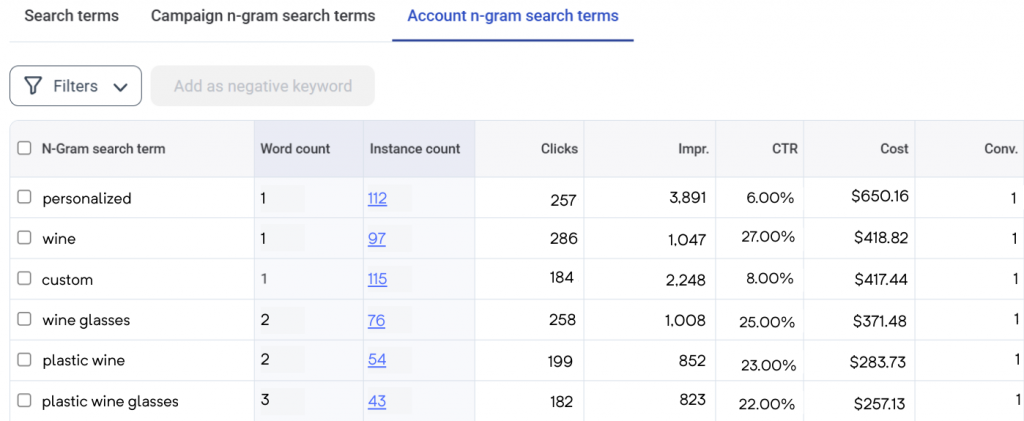 Search terms Campaign n-gram search terms Account n-gram search terms
Filters Add as negative keyword
N-Gram search term Word count Instance count Clicks Impr. CTR Cost Conv.
personalized 1 112 257 3,891 6.00% $650.16 1
wine 1 97 286 1,047 27.00% $418.82 1
custom 1 115 184 2,248 8.00% $417.44 1
wine glasses 2 76 258 1,008 25.00% $371.48 1
plastic wine 2 54 199 852 23.00% $283.73 1
plastic wine glasses 3 43 182 823 22.00% $257.13 1